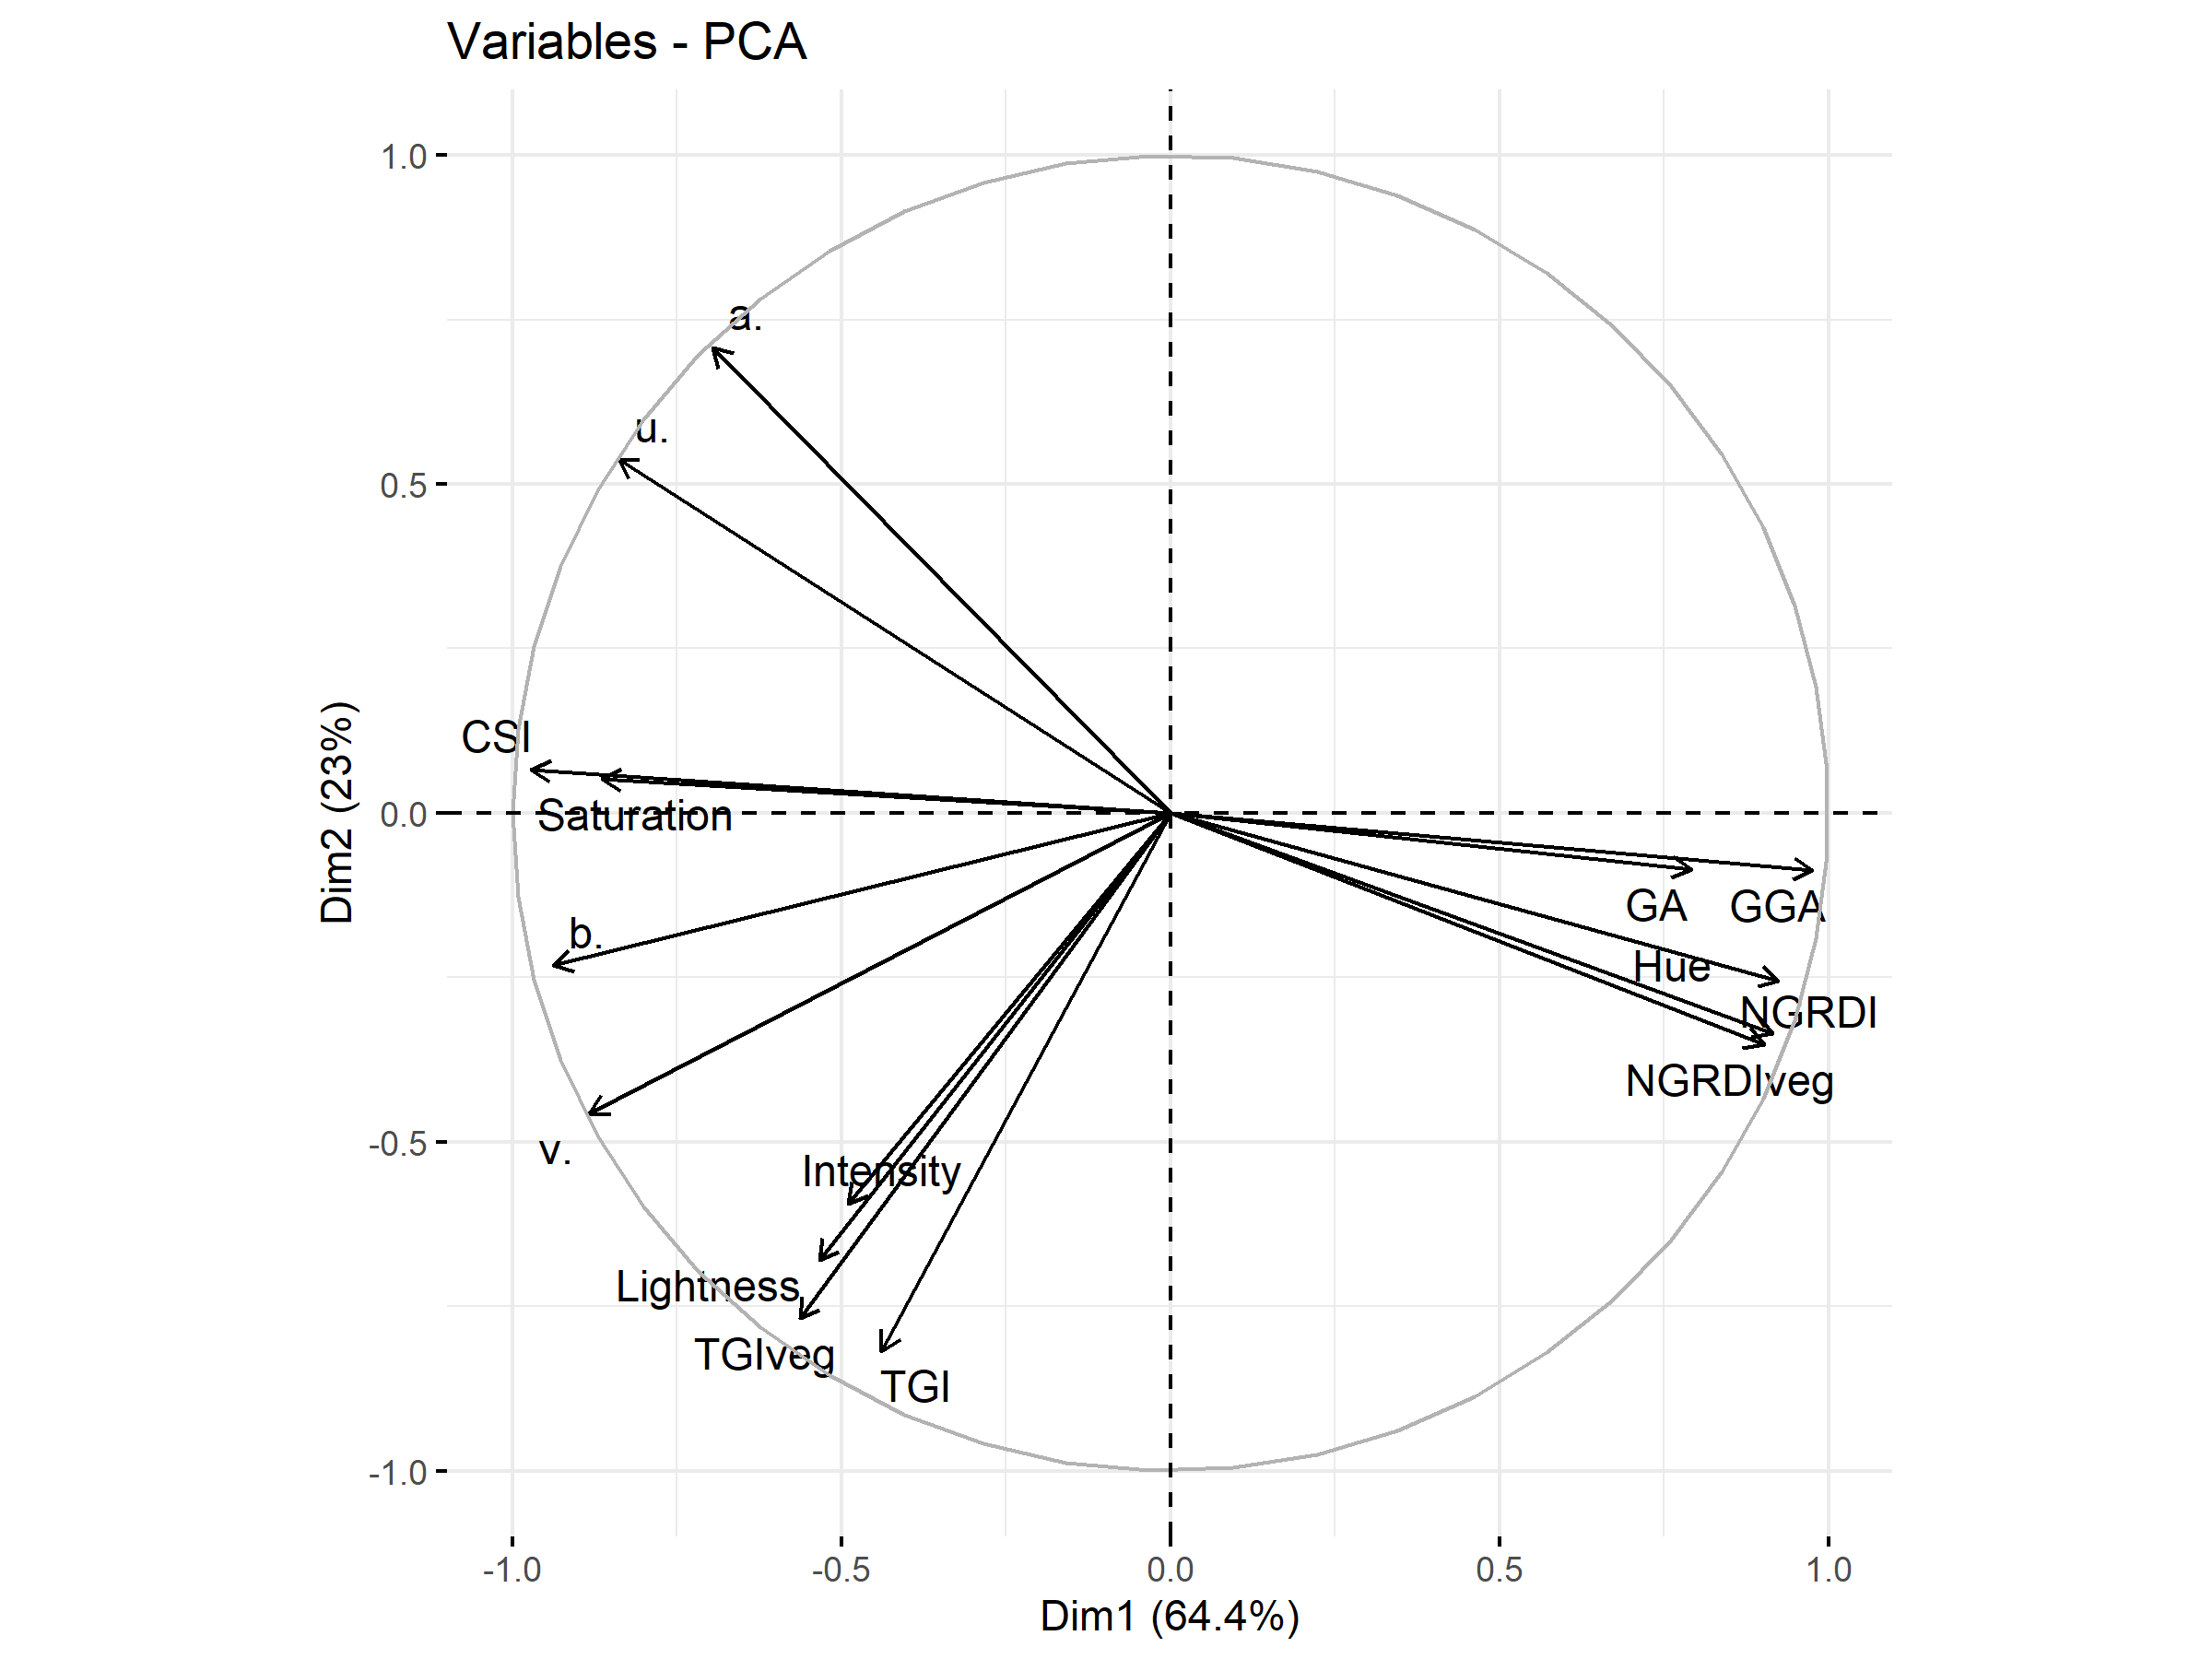 Variables - PCA
1.0
0.5
0.0
-0.5
-1.0
Dim2 (23%)
a.
u.
CSI
Saturation
b.
v.
Intensity
Lightness
TGIveg
TGI
GA
GGA
Hue
NGRDI
NGRDIveg
-1.0
-0.5
0.0
0.5
1.0
Dim1 (64.4%)